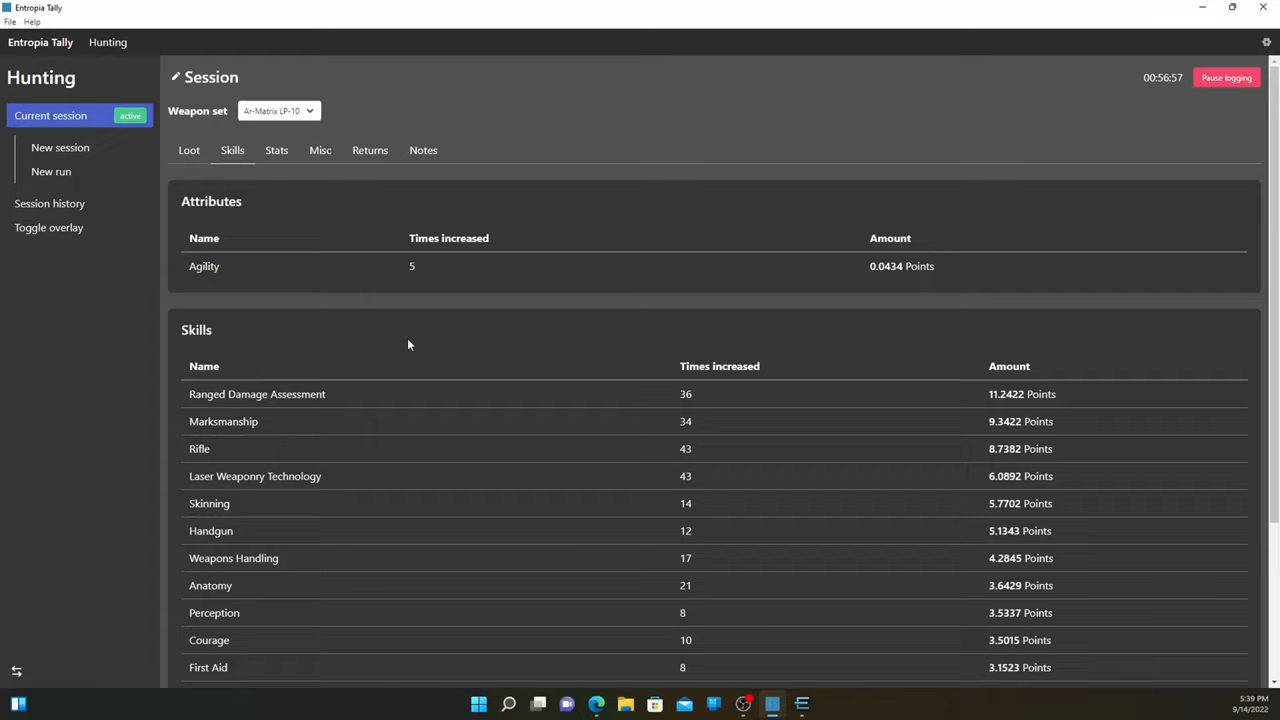 Entropia Tally
File Help
Entropia Tally Hunting
Hunting
Session
00:56:57
Pause logging
Current session active
Weapon set Ar-Matrix LP-10
New session
New run
Session history
Toggle overlay
Loot Skills Stats Misc Returns Notes
Attributes
Name Times increased Amount
Agility 5 0.0434 Points
Skills
Name Times increased Amount
Ranged Damage Assessment 36 11.2422 Points
Marksmanship 34 9.3422 Points
Rifle 43 8.7382 Points
Laser Weaponry Technology 43 6.0892 Points
Skinning 14 5.7702 Points
Handgun 12 5.1343 Points
Weapons Handling 17 4.2845 Points
Anatomy 21 3.6429 Points
Perception 8 3.5337 Points
Courage 10 3.5015 Points
First Aid 8 3.1523 Points
5:39 PM
9/14/2022